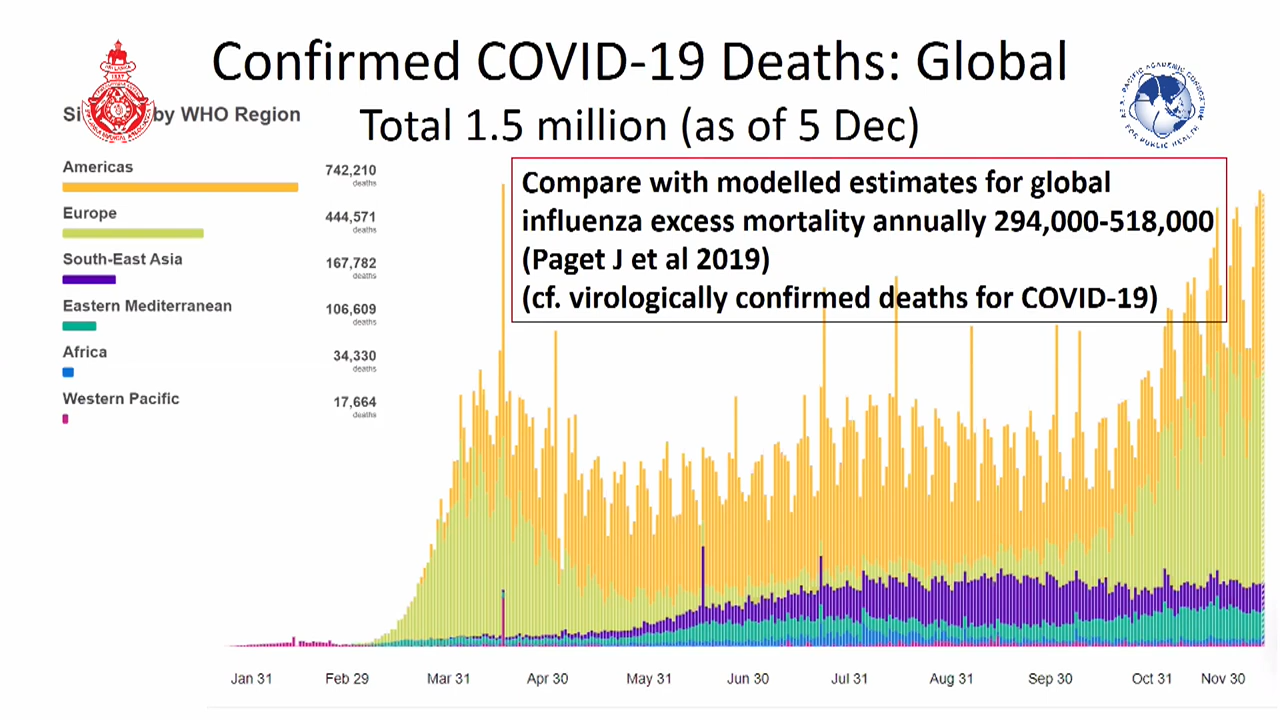 Confirmed COVID-19 Deaths: Global
Total 1.5 million (as of 5 Dec)
by WHO Region
Americas
742,210
deaths
Europe
444,571
deaths
South-East Asia
167,782
deaths
Eastern Mediterranean
106,609
deaths
Africa
34,330
deaths
Western Pacific
17,664
deaths
Compare with modelled estimates for global
influenza excess mortality annually 294,000-518,000
(Paget J et al 2019)
(cf. virologically confirmed deaths for COVID-19)
Jan 31 Feb 29 Mar 31 Apr 30 May 31 Jun 30 Jul 31 Aug 31 Sep 30 Oct 31 Nov 30